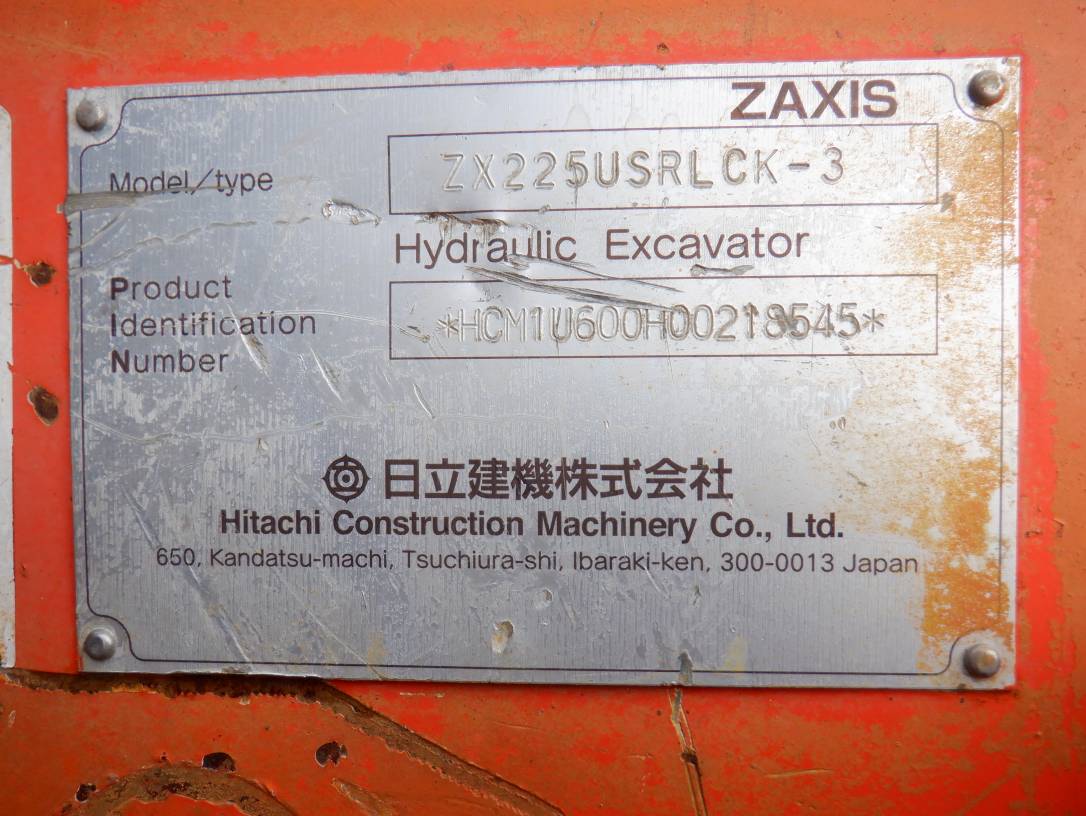 ZAXIS
Model/type
ZX225USRLCK-3
Hydraulic Excavator
Product
Identification
Number
*HCM1U600H00218545*
日立建機株式会社
Hitachi Construction Machinery Co., Ltd.
650, Kandatsu-machi, Tsuchiura-shi, Ibaraki-ken, 300-0013 Japan